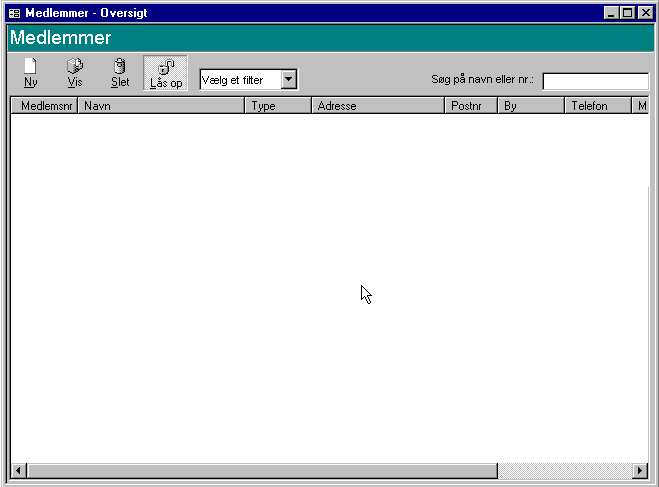 Medlemmer - Oversigt
Medlemmer
Ny Vis Slet Lås op Vælg et filter Søg på navn eller nr.:
Medlemsnr Navn Type Adresse Postnr By Telefon M